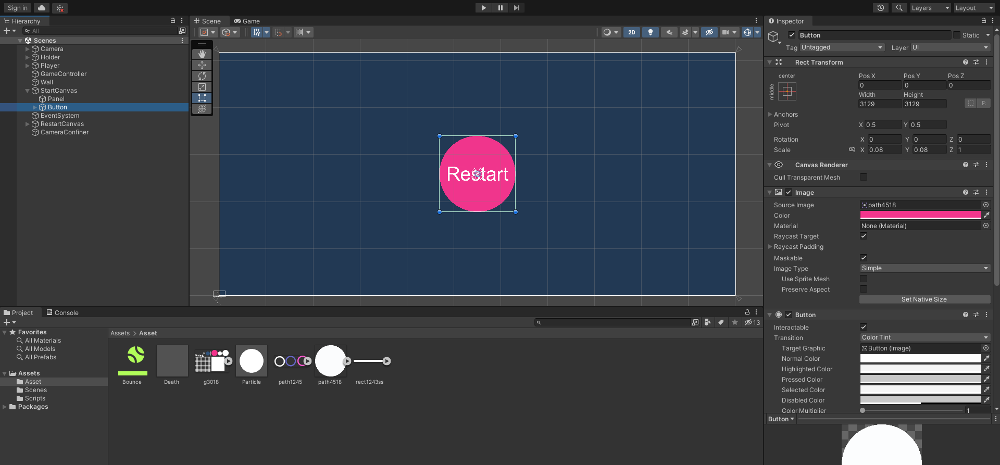 Sign in
Layers
Layout
Hierarchy
All
Scenes
Camera
Holder
Player
GameController
Wall
StartCanvas
Panel
Button
EventSystem
RestartCanvas
CameraConfiner
Scene
Game
2D
Restart
Inspector
Button
Static
Tag Untagged
Layer UI
Rect Transform
center
middle
Pos X Pos Y Pos Z
0 0 0
Width Height
3129 3129
R
Anchors
Pivot X 0.5 Y 0.5
Rotation X 0 Y 0 Z 0
Scale X 0.08 Y 0.08 Z 1
Canvas Renderer
Cull Transparent Mesh
Image
Source Image path4518
Color
Material None (Material)
Raycast Target
Raycast Padding
Maskable
Image Type Simple
Use Sprite Mesh
Preserve Aspect
Set Native Size
Button
Interactable
Transition Color Tint
Target Graphic Button (Image)
Normal Color
Highlighted Color
Pressed Color
Selected Color
Disabled Color
Color Multiplier 1
Button
Project
Console
13
Favorites
All Materials
All Models
All Prefabs
Assets
Asset
Scenes
Scripts
Packages
Assets > Asset
Bounce
Death
g3018
Particle
path1245
path4518
rect1243ss